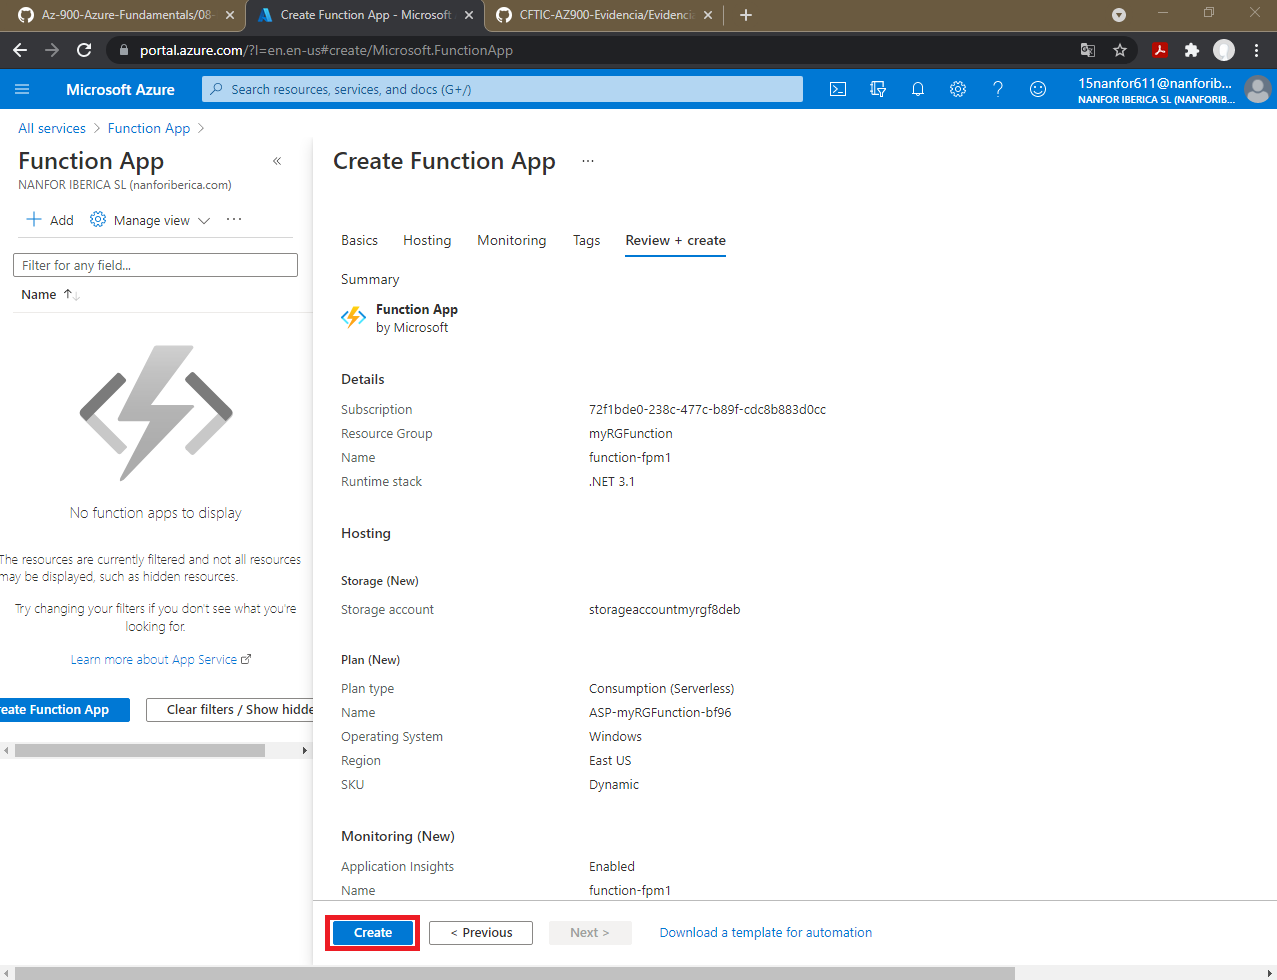 Az-900-Azure-Fundamentals/08-
Create Function App - Microsoft
CFTIC-AZ900-Evidencia/Evidenci
portal.azure.com/?l=en.en-us#create/Microsoft.FunctionApp
Microsoft Azure
Search resources, services, and docs (G+/)
15nanfor611@nanforib...
NANFOR IBERICA SL (NANFORIB...
All services > Function App >
Function App
«
NANFOR IBERICA SL (nanforiberica.com)
+ Add
Manage view
...
Filter for any field...
Name ↑↓
No function apps to display
The resources are currently filtered and not all resources
may be displayed, such as hidden resources.
Try changing your filters if you don't see what you're
looking for.
Learn more about App Service
eate Function App
Clear filters / Show hidde
Create Function App
...
Basics
Hosting
Monitoring
Tags
Review + create
Summary
Function App
by Microsoft
Details
Subscription 72f1bde0-238c-477c-b89f-cdc8b883d0cc
Resource Group myRGFunction
Name function-fpm1
Runtime stack .NET 3.1
Hosting
Storage (New)
Storage account storageaccountmyrgf8deb
Plan (New)
Plan type Consumption (Serverless)
Name ASP-myRGFunction-bf96
Operating System Windows
Region East US
SKU Dynamic
Monitoring (New)
Application Insights Enabled
Name function-fpm1
Create
< Previous
Next >
Download a template for automation